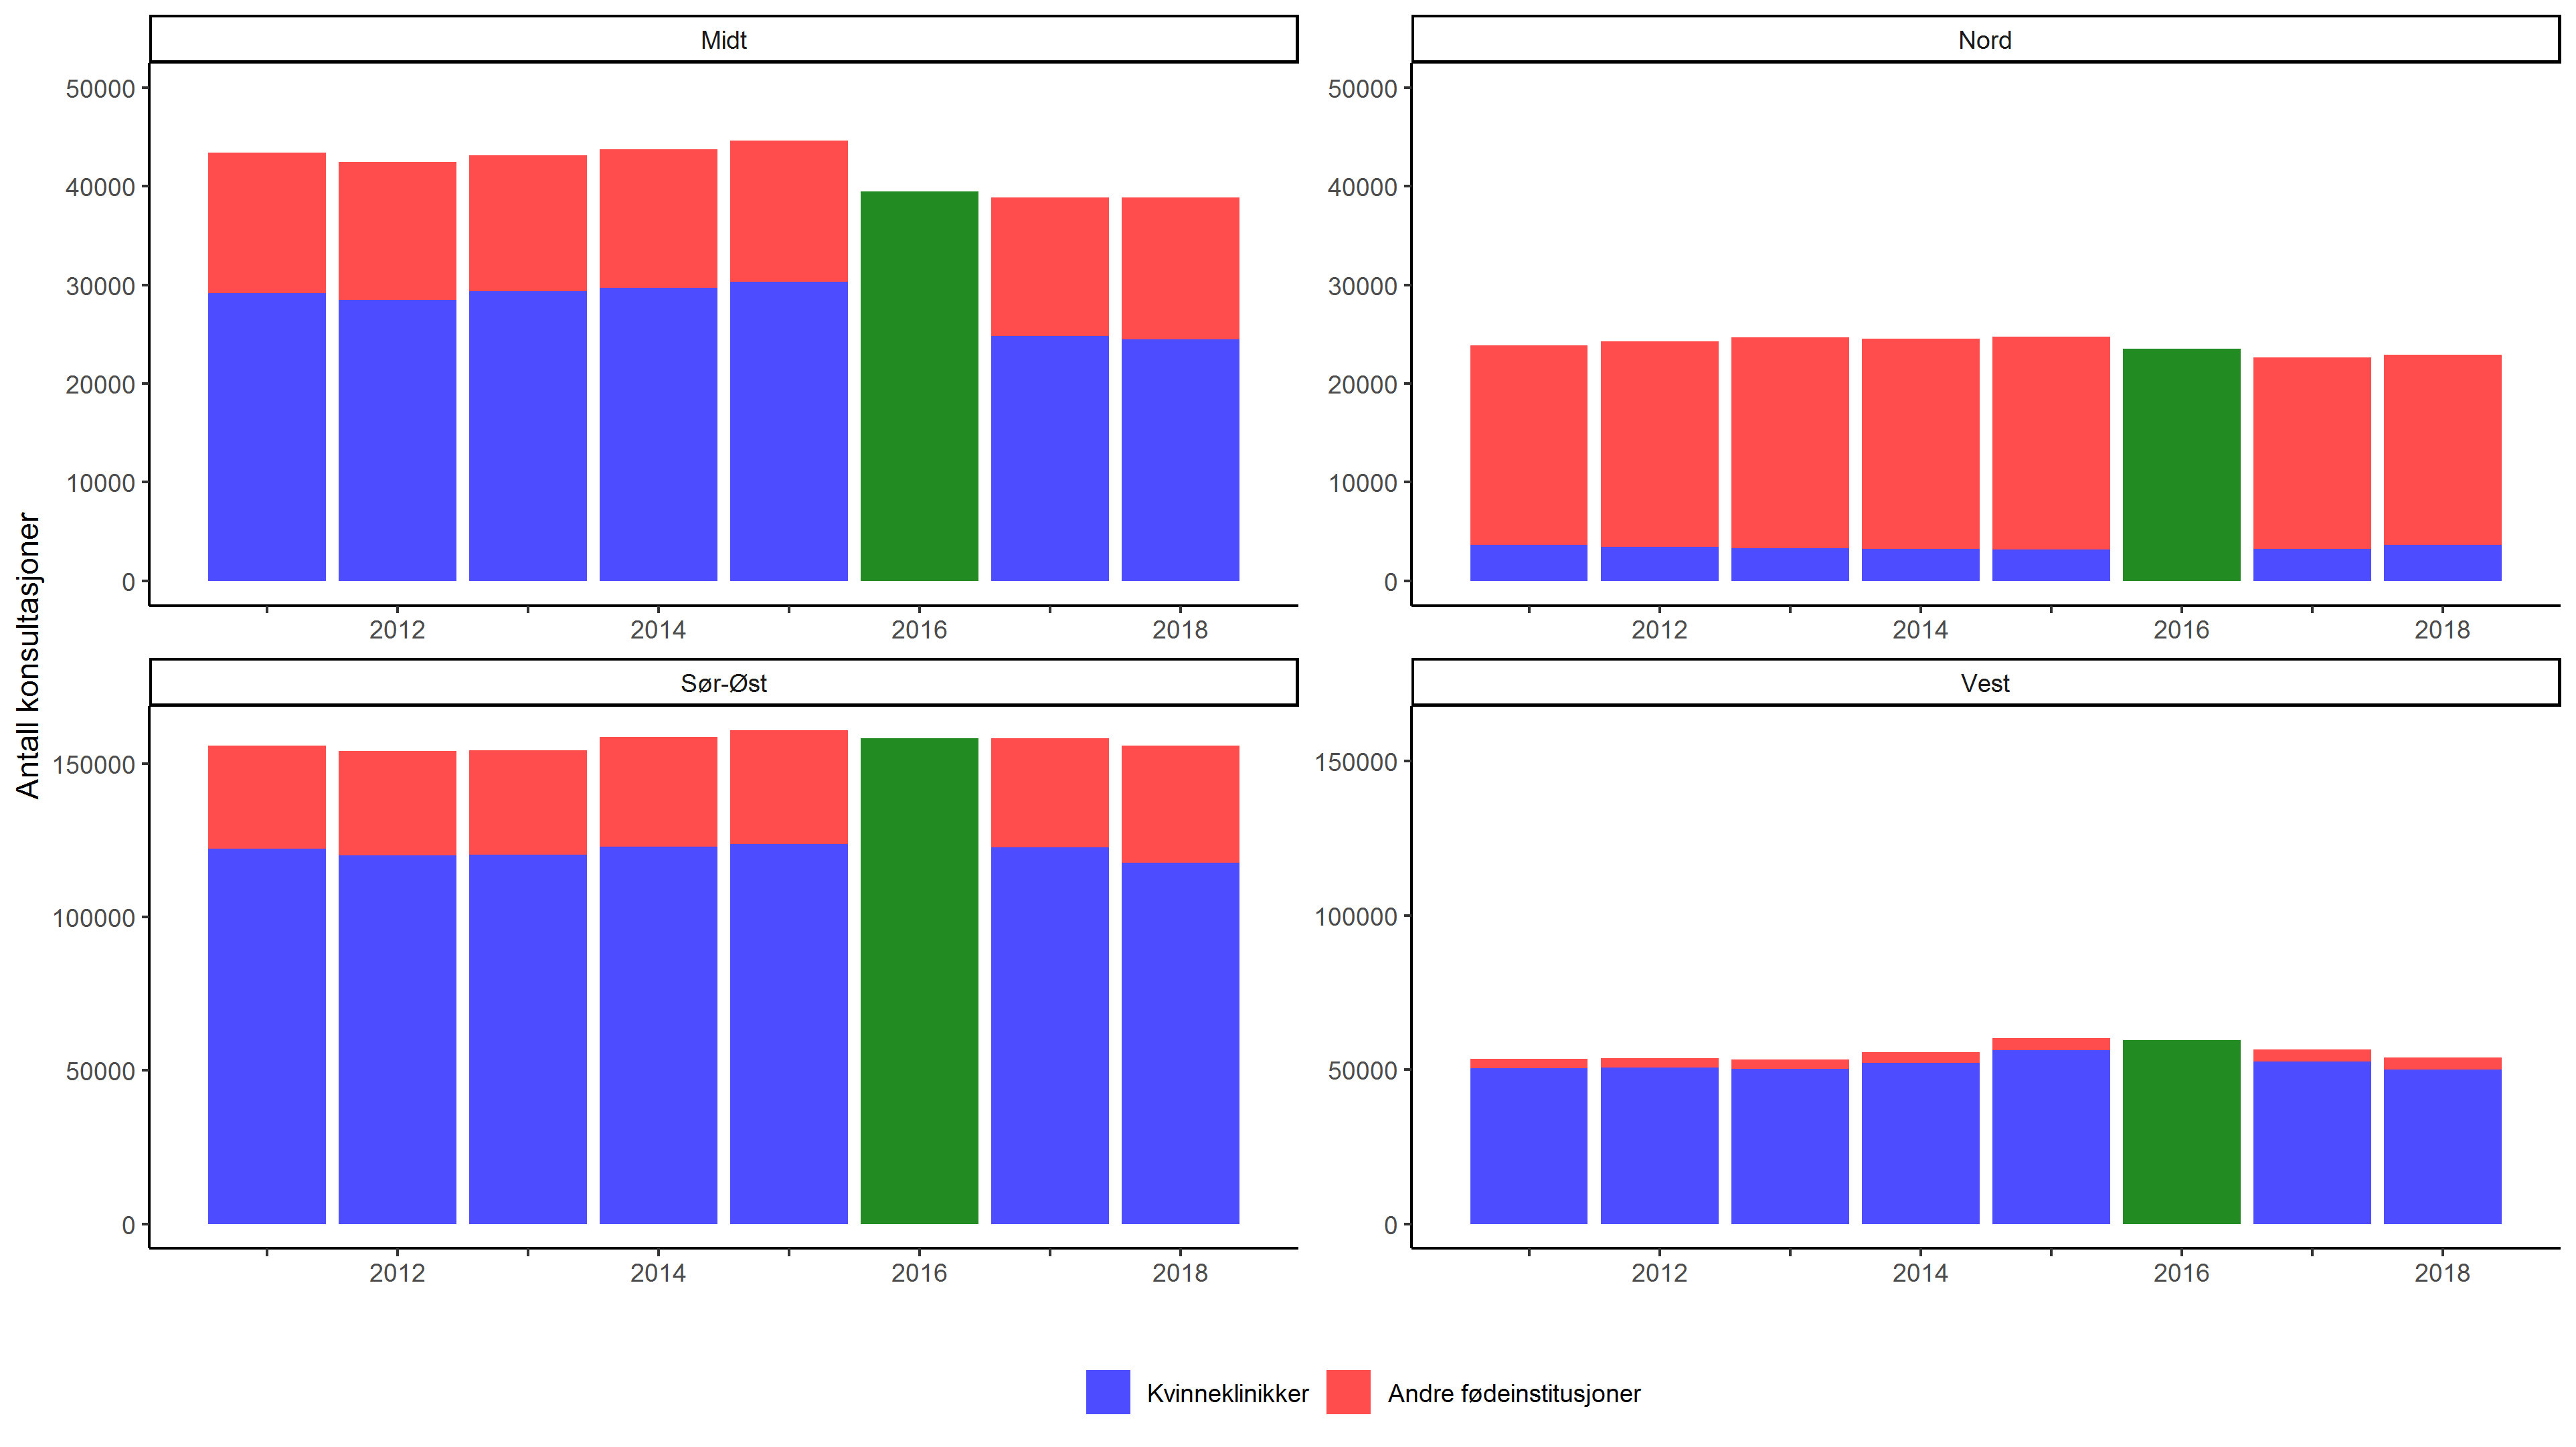 Midt
Nord
50000
40000
30000
20000
10000
0
50000
40000
30000
20000
10000
0
2012 2014 2016 2018
2012 2014 2016 2018
Antall konsultasjoner
Sør-Øst
Vest
150000
100000
50000
0
150000
100000
50000
0
2012 2014 2016 2018
2012 2014 2016 2018
Kvinneklinikker Andre fødeinstitusjoner